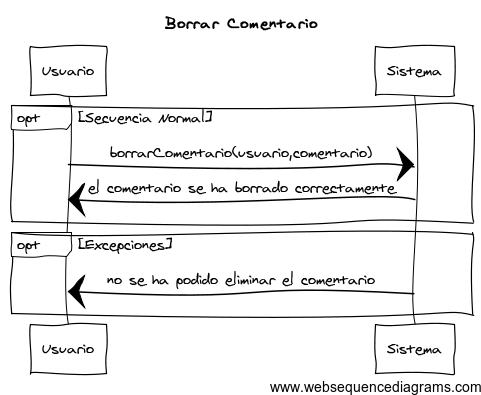 Borrar Comentario
Usuario
Sistema
opt
[Secuencia Normal]
borrarComentario(usuario,comentario)
el comentario se ha borrado correctamente
opt
[Excepciones]
no se ha podido eliminar el comentario
Usuario
Sistema
www.websequencediagrams.com